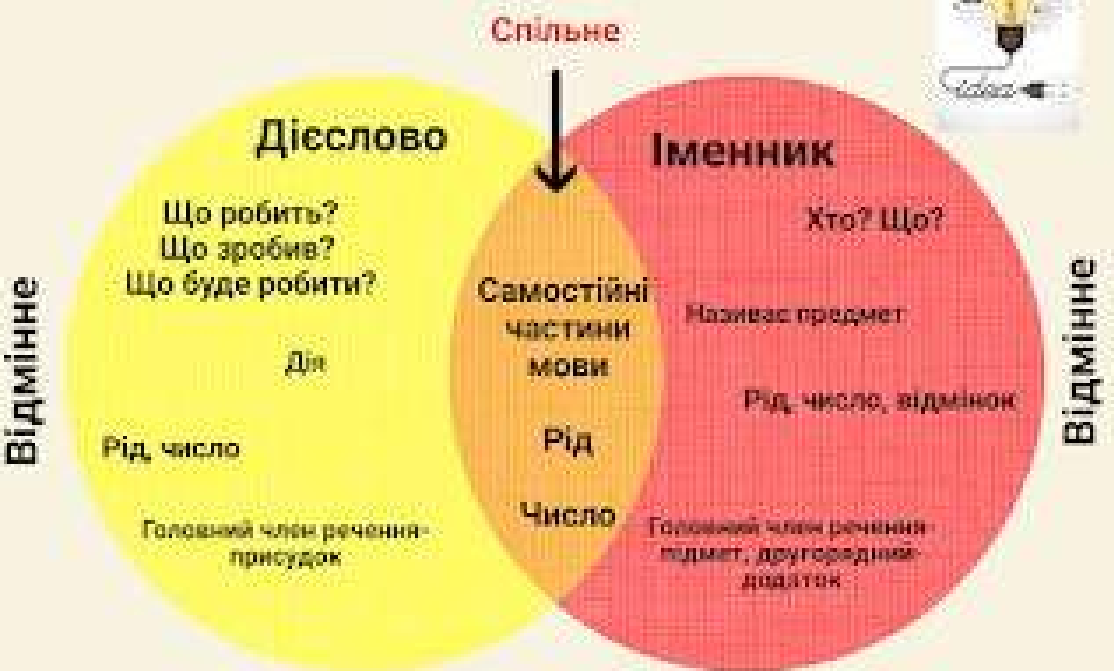 Спільне
idea
Дієслово
Іменник
Що робить?
Що зробив?
Що буде робити?
Хто? Що?
Самостійні
частини
мови
Називає предмет
Дія
Рід, число, відмінок
Рід, число
Рід
Число
Головний член речення-
присудок
Головний член речення-
підмет, другорядний-
додаток
Відмінне
Відмінне